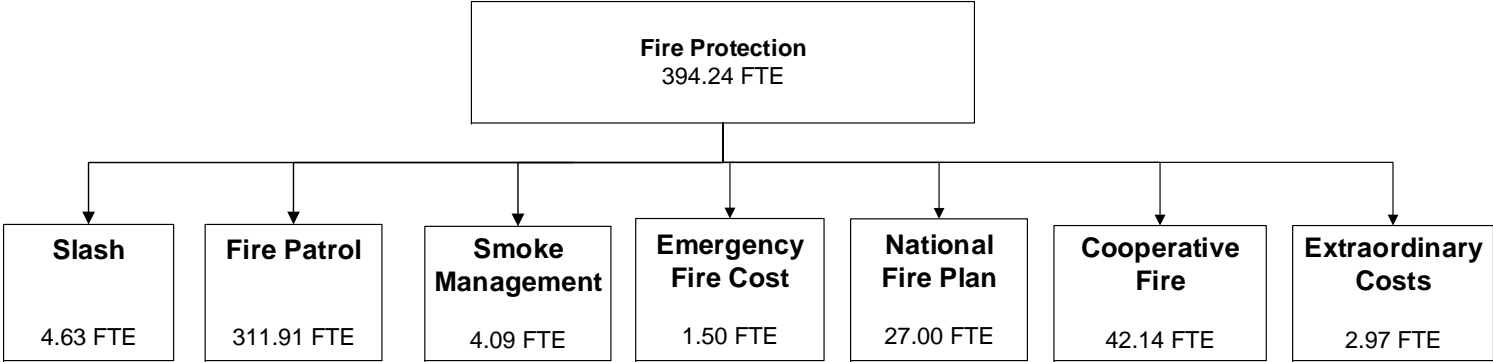 Fire Protection
394.24 FTE
Slash
4.63 FTE
Fire Patrol
311.91 FTE
Smoke
Management
4.09 FTE
Emergency
Fire Cost
1.50 FTE
National
Fire Plan
27.00 FTE
Cooperative
Fire
42.14 FTE
Extraordinary
Costs
2.97 FTE